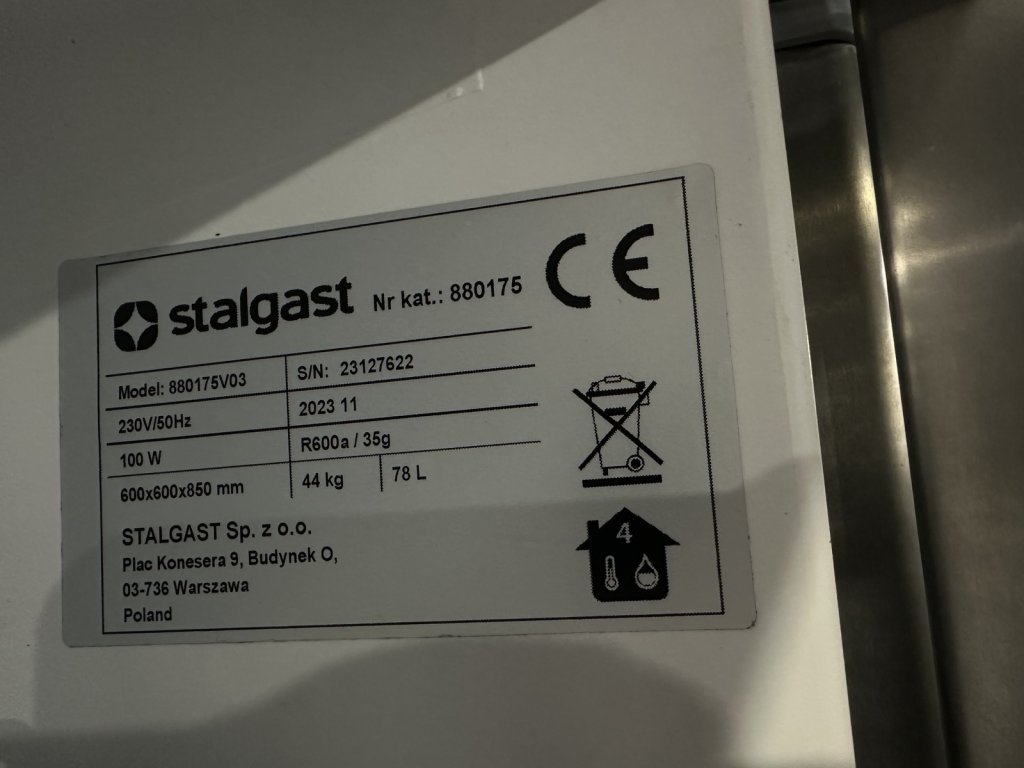 stalgast Nr kat.: 880175 CE
Model: 880175V03 S/N: 23127622
230V/50Hz 2023 11
100 W R600a / 35g
600x600x850 mm 44 kg 78 L
STALGAST Sp. z o.o.
Plac Konesera 9, Budynek O,
03-736 Warszawa
Poland
4